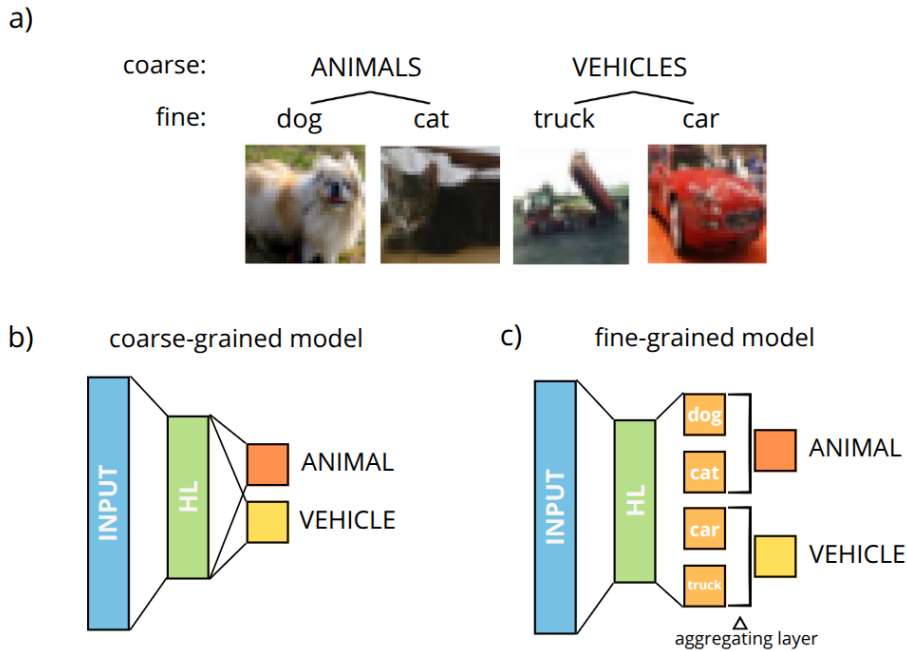 a)
coarse: ANIMALS VEHICLES
fine: dog cat truck car
b) coarse-grained model
INPUT
HL
ANIMAL
VEHICLE
c) fine-grained model
INPUT
HL
dog
cat
car
truck
ANIMAL
VEHICLE
aggregating layer